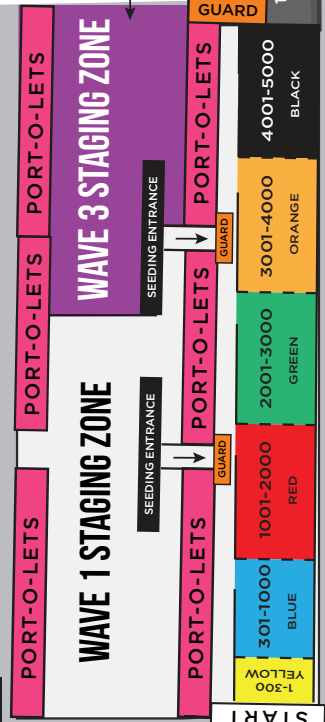 GUARD
PORT-O-LETS
WAVE 3 STAGING ZONE
PORT-O-LETS
4001-5000
BLACK
SEEDING ENTRANCE
GUARD
3001-4000
ORANGE
PORT-O-LETS
PORT-O-LETS
2001-3000
GREEN
WAVE 1 STAGING ZONE
SEEDING ENTRANCE
GUARD
1001-2000
RED
PORT-O-LETS
PORT-O-LETS
301-1000
BLUE
1-300
YELLOW
START